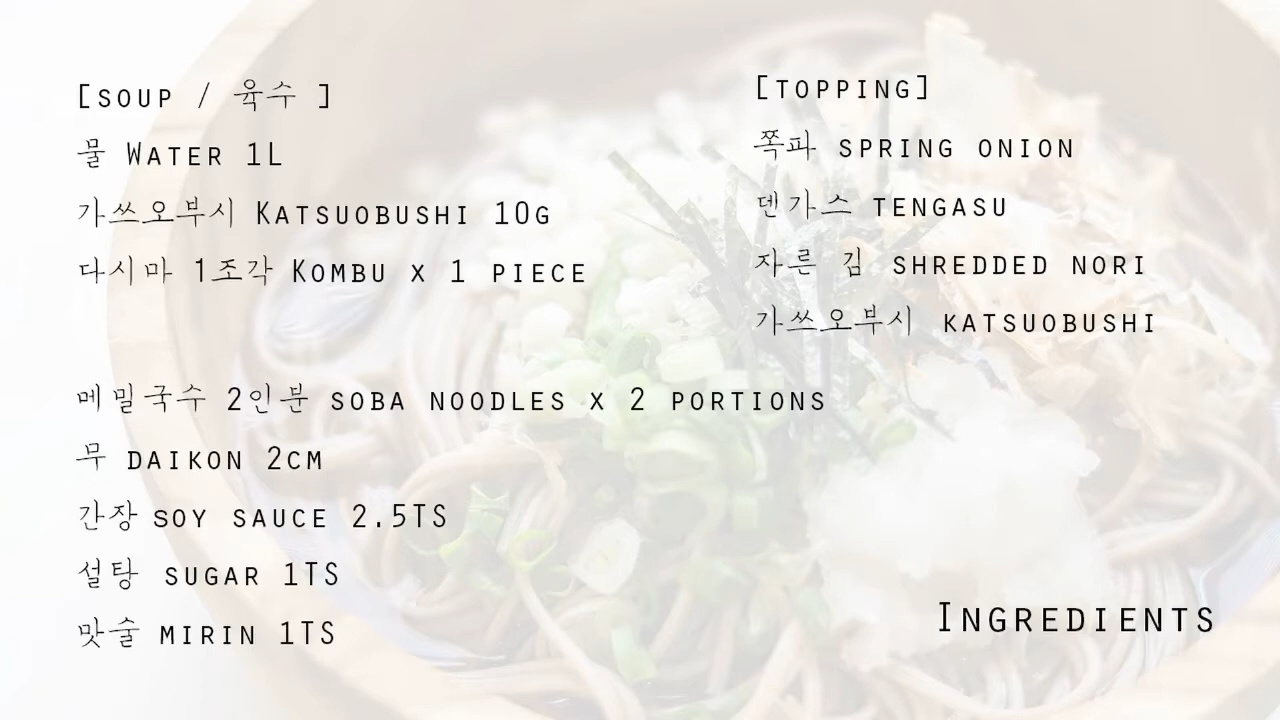 [SOUP / 육수 ]
물 WATER 1L
가쓰오부시 KATSUOBUSHI 10G
다시마 1조각 KOMBU X 1 PIECE
메밀국수 2인분 SOBA NOODLES X 2 PORTIONS
무 DAIKON 2CM
간장 SOY SAUCE 2.5TS
설탕 SUGAR 1TS
맛술 MIRIN 1TS
[TOPPING]
쪽파 SPRING ONION
덴가스 TENGASU
자른 김 SHREDDED NORI
가쓰오부시 KATSUOBUSHI
INGREDIENTS